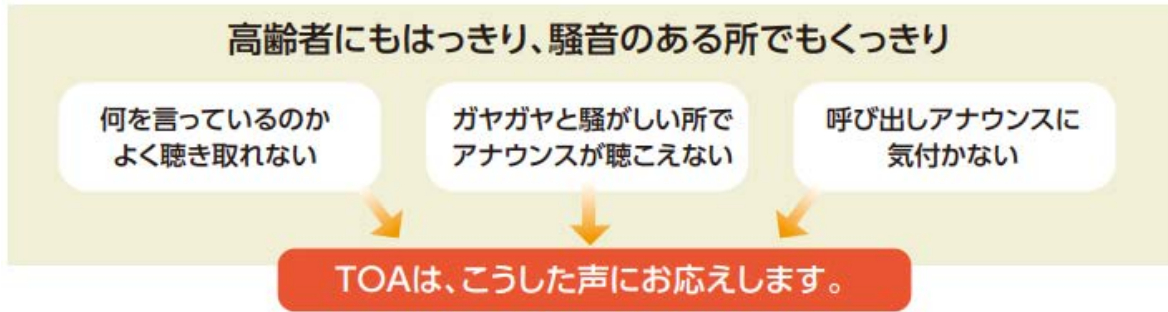 高齢者にもはっきり、騒音のある所でもくっきり
何を言っているのか
よく聴き取れない
ガヤガヤと騒がしい所で
アナウンスが聴こえない
呼び出しアナウンスに
気付かない
TOAは、こうした声にお応えします。